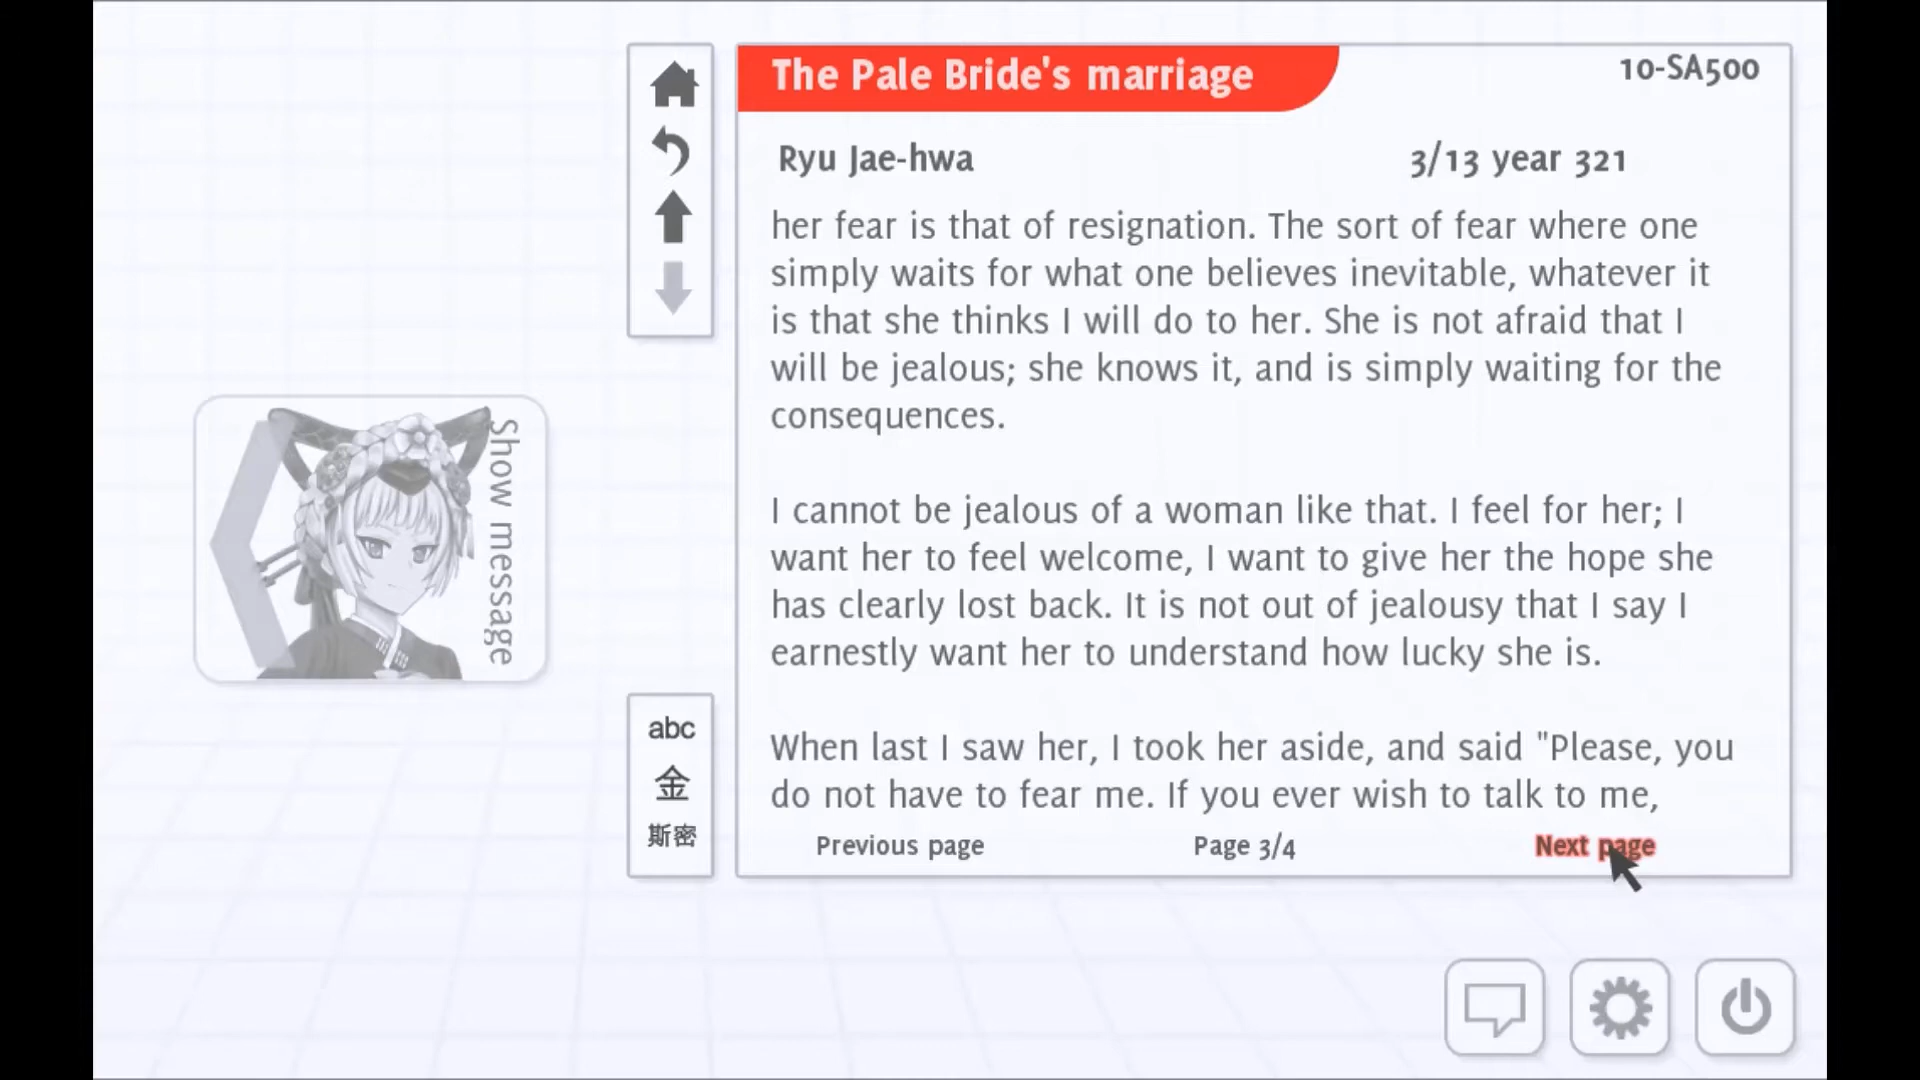 The Pale Bride's marriage
10-SA500
Ryu Jae-hwa
3/13 year 321
her fear is that of resignation. The sort of fear where one
simply waits for what one believes inevitable, whatever it
is that she thinks I will do to her. She is not afraid that I
will be jealous; she knows it, and is simply waiting for the
consequences.
I cannot be jealous of a woman like that. I feel for her; I
want her to feel welcome, I want to give her the hope she
has clearly lost back. It is not out of jealousy that I say I
earnestly want her to understand how lucky she is.
When last I saw her, I took her aside, and said "Please, you
do not have to fear me. If you ever wish to talk to me,
Previous page
Page 3/4
Next page
Show message
abc
金
斯密